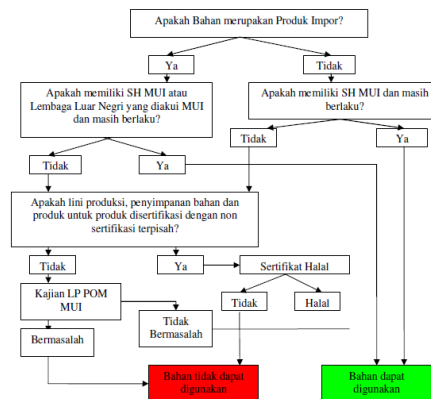 Apakah Bahan merupakan Produk Impor?
Ya
Tidak
Apakah memiliki SH MUI atau
Lembaga Luar Negri yang diakui MUI
dan masih berlaku?
Apakah memiliki SH MUI dan masih
berlaku?
Tidak
Ya
Tidak
Ya
Apakah lini produksi, penyimpanan bahan dan
produk untuk produk disertifikasi dengan non
sertifikasi terpisah?
Tidak
Ya
Sertifikat Halal
Kajian LP POM
MUI
Tidak
Halal
Tidak
Bermasalah
Bermasalah
Bahan tidak dapat
digunakan
Bahan dapat
digunakan